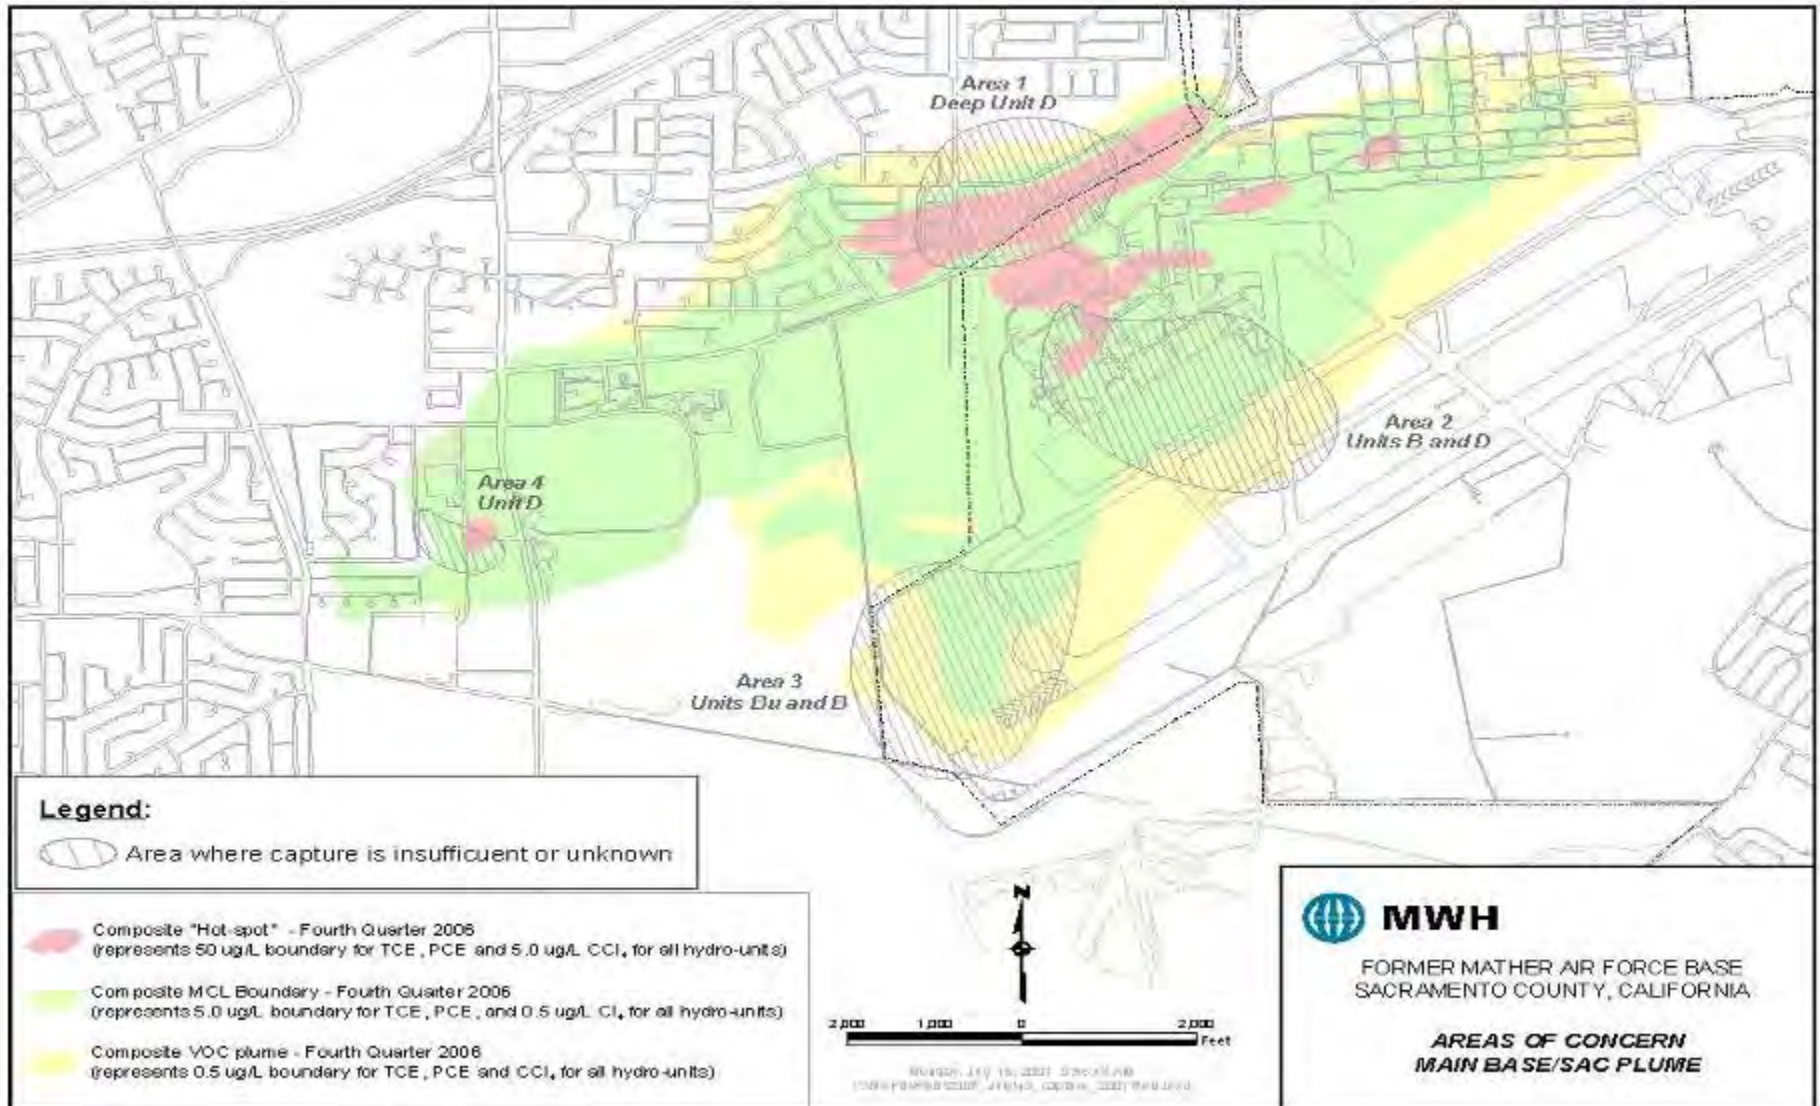 Area 1
Deep Unit D
Area 2
Units B and D
Area 4
Unit D
Area 3
Units Bu and B
Legend:
Area where capture is insufficuent or unknown
Composite "Hot-spot" - Fourth Quarter 2006
(represents 50 ug/L boundary for TCE, PCE and 5.0 ug/L CCl₄ for all hydro-units)
Composite MCL Boundary - Fourth Quarter 2006
(represents 5.0 ug/L boundary for TCE, PCE, and 0.5 ug/L Cl₄ for all hydro-units)
Composite VOC plume - Fourth Quarter 2006
(represents 0.5 ug/L boundary for TCE, PCE and CCl₄ for all hydro-units)
N
2,000 1,000 0 2,000
Feet
MWH
FORMER MATHER AIR FORCE BASE
SACRAMENTO COUNTY, CALIFORNIA
AREAS OF CONCERN
MAIN BASE/SAC PLUME